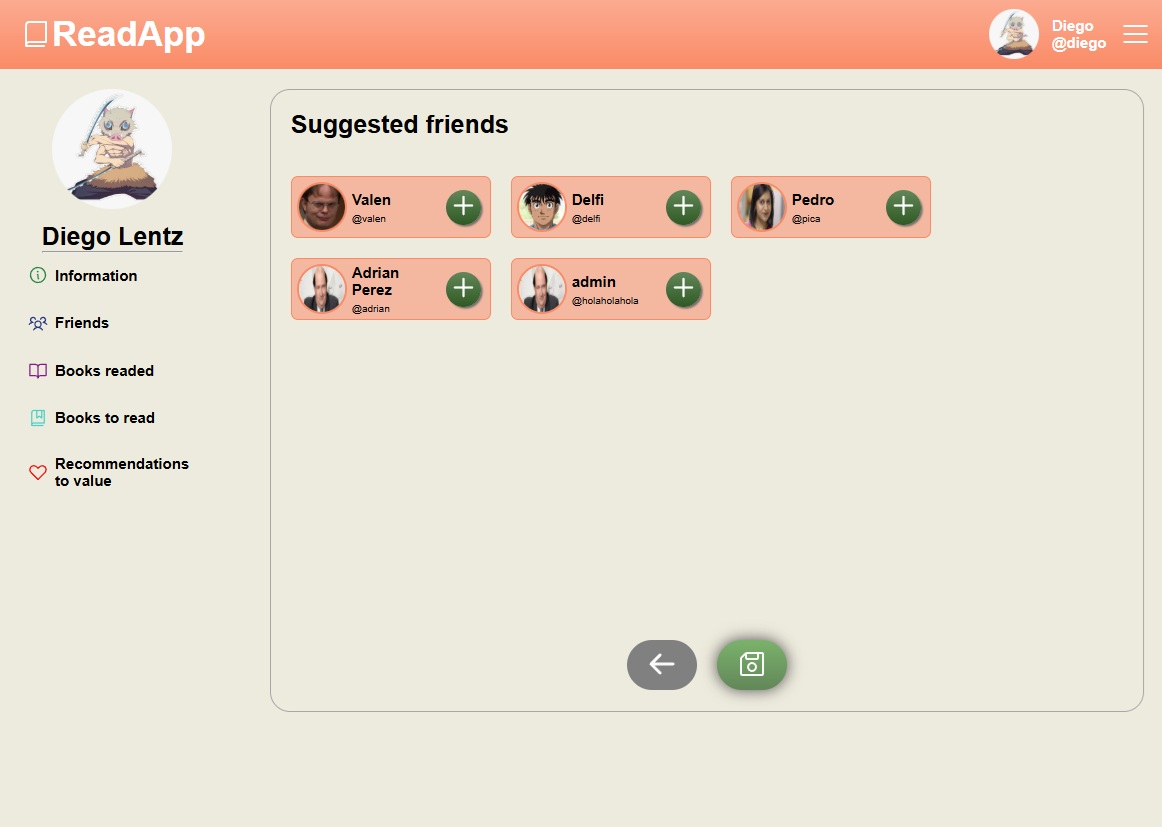 ReadApp
Diego
@diego
Diego Lentz
Information
Friends
Books readed
Books to read
Recommendations
to value
Suggested friends
Valen
@valen
Delfi
@delfi
Pedro
@pica
Adrian
Perez
@adrian
admin
@holaholahola